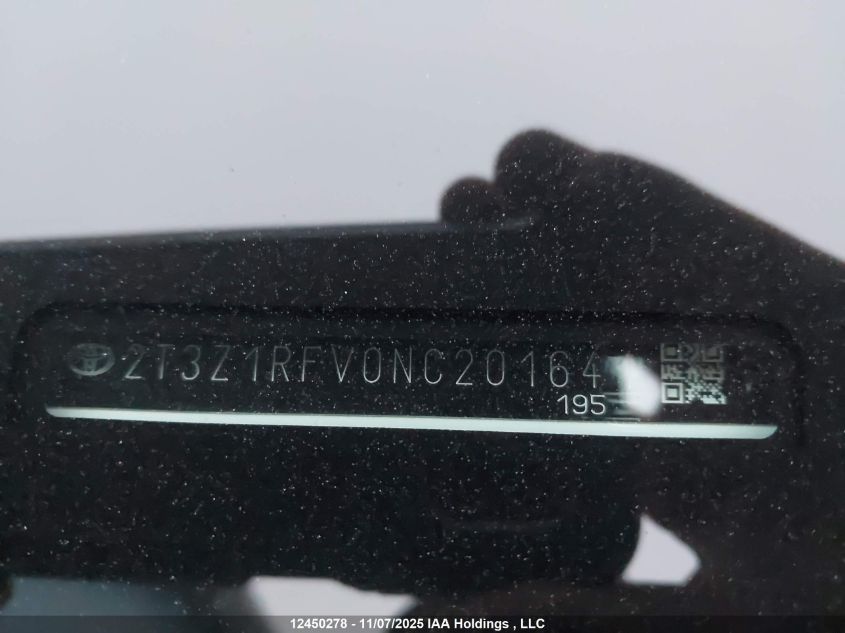 2T3Z1RFV0NC20164
195
12450278 - 11/07/2025 IAA Holdings , LLC